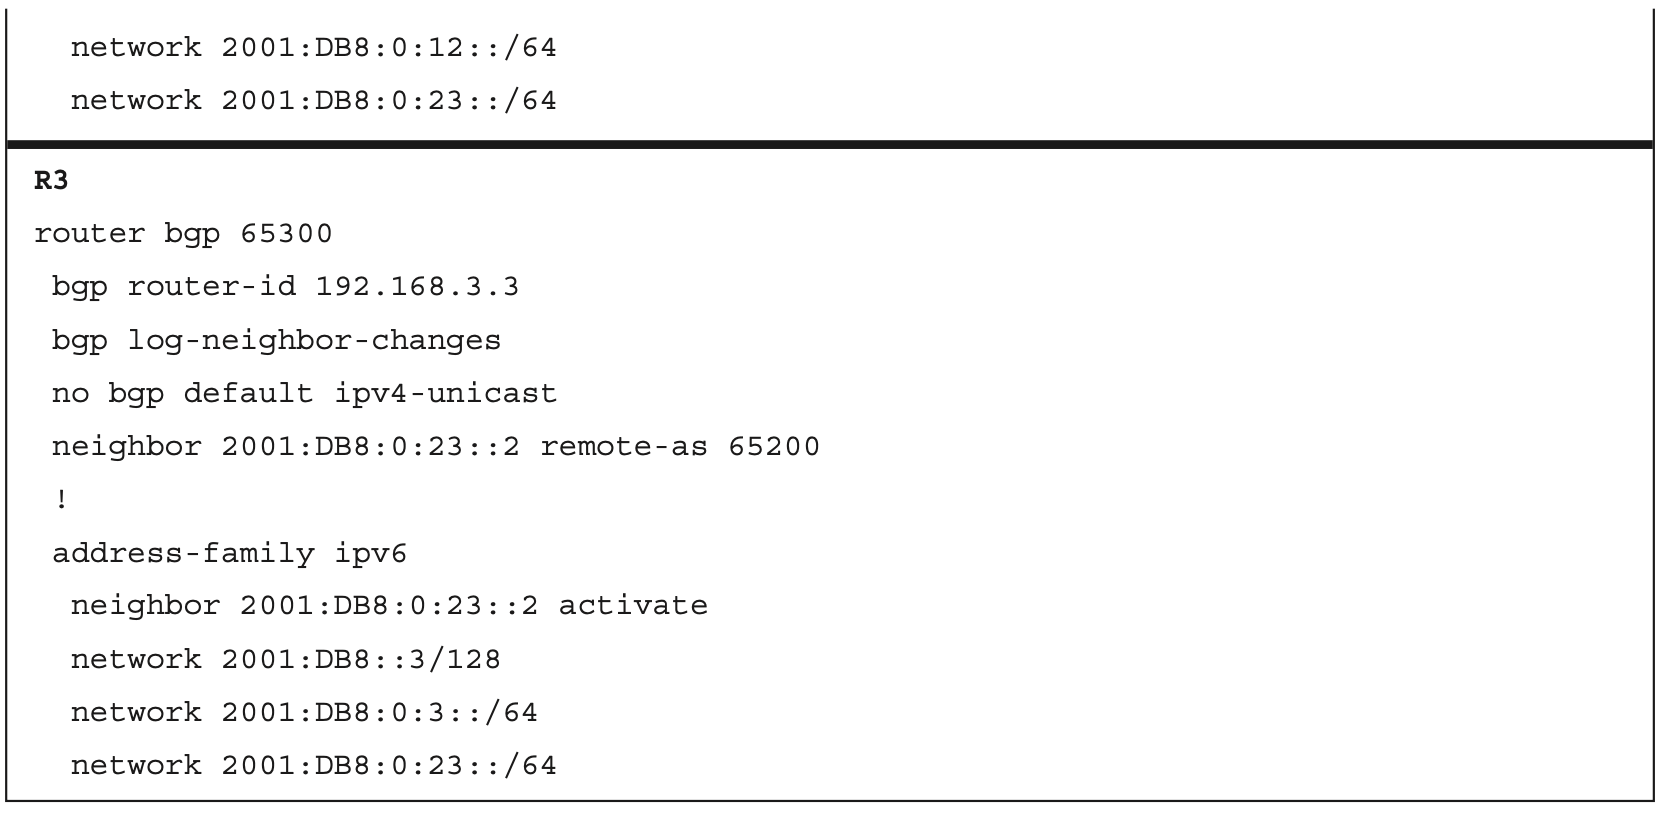 network 2001:DB8:0:12::/64
network 2001:DB8:0:23::/64
R3
router bgp 65300
bgp router-id 192.168.3.3
bgp log-neighbor-changes
no bgp default ipv4-unicast
neighbor 2001:DB8:0:23::2 remote-as 65200
!
address-family ipv6
neighbor 2001:DB8:0:23::2 activate
network 2001:DB8::3/128
network 2001:DB8:0:3::/64
network 2001:DB8:0:23::/64